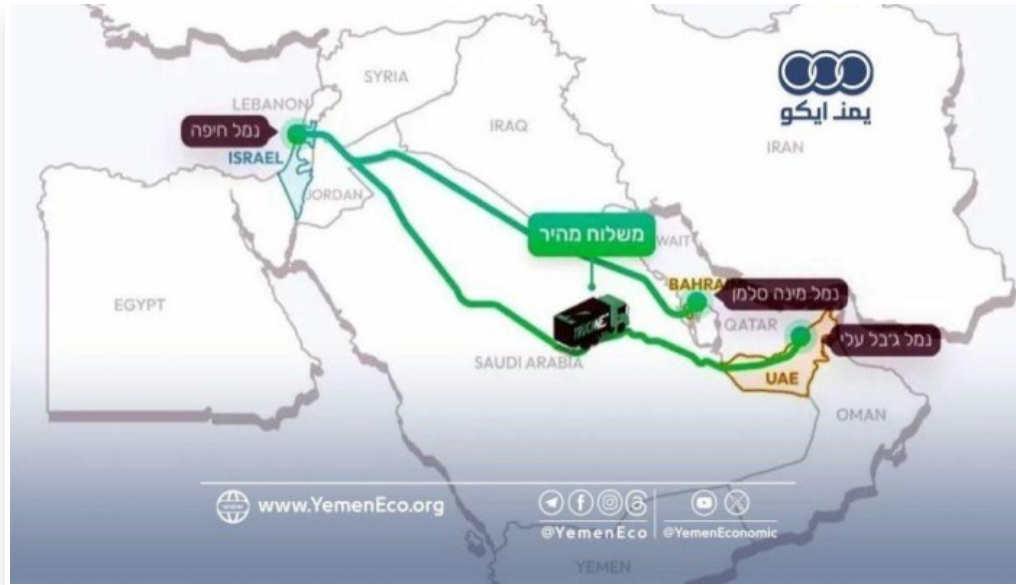 SYRIA
يمن ايكو
LEBANON
נמל חיפה
IRAQ
IRAN
ISRAEL
JORDAN
משלוח מהיר
WAIT
BAHRA
נמל מינה סלמן
EGYPT
TRUCK
QATAR
נמל ג'בל עלי
SAUDI ARABIA
UAE
OMAN
www.YemenEco.org
@YemenEco
@YemenEconomic
YEMEN